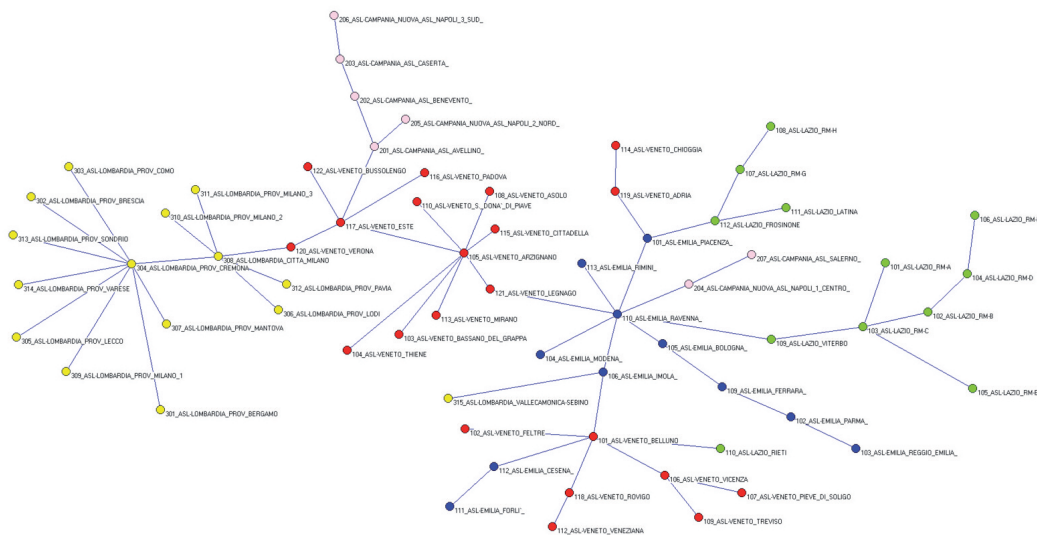 206_ASL-CAMPANIA_NUOVA_ASL_NAPOLI_3_SUD_
203_ASL-CAMPANIA_ASL_CASERTA_
202_ASL-CAMPANIA_ASL_BENEVENTO_
205_ASL-CAMPANIA_NUOVA_ASL_NAPOLI_2_NORD_
108_ASL-LAZIO_RM-H
201_ASL-CAMPANIA_ASL_AVELLINO_
114_ASL-VENETO_CHIOGGIA
303_ASL-LOMBARDIA_PROV_COMO
122_ASL-VENETO_BUSSOLENGO
116_ASL-VENETO_PADOVA
107_ASL-LAZIO_RM-G
311_ASL-LOMBARDIA_PROV_MILANO_3
108_ASL-VENETO_ASOLO
119_ASL-VENETO_ADRIA
302_ASL-LOMBARDIA_PROV_BRESCIA
110_ASL-VENETO_S._DONA'_DI_PIAVE
310_ASL-LOMBARDIA_PROV_MILANO_2
111_ASL-LAZIO_LATINA
106_ASL-LAZIO_RM-
117_ASL-VENETO_ESTE
112_ASL-LAZIO_FROSINONE
115_ASL-VENETO_CITTADELLA
313_ASL-LOMBARDIA_PROV_SONDRIO
101_ASL-EMILIA_PIACENZA_
120_ASL-VENETO_VERONA
105_ASL-VENETO_ARZIGNANO
207_ASL-CAMPANIA_ASL_SALERNO_
308_ASL-LOMBARDIA_CITTA_MILANO
304_ASL-LOMBARDIA_PROV_CREMONA
113_ASL-EMILIA_RIMINI_
101_ASL-LAZIO_RM-A
104_ASL-LAZIO_RM-D
314_ASL-LOMBARDIA_PROV_VARESE
312_ASL-LOMBARDIA_PROV_PAVIA
121_ASL-VENETO_LEGNAGO
204_ASL-CAMPANIA_NUOVA_ASL_NAPOLI_1_CENTRO_
306_ASL-LOMBARDIA_PROV_LODI
113_ASL-VENETO_MIRANO
110_ASL-EMILIA_RAVENNA_
102_ASL-LAZIO_RM-B
307_ASL-LOMBARDIA_PROV_MANTOVA
103_ASL-LAZIO_RM-C
305_ASL-LOMBARDIA_PROV_LECCO
103_ASL-VENETO_BASSANO_DEL_GRAPPA
109_ASL-LAZIO_VITERBO
105_ASL-EMILIA_BOLOGNA_
104_ASL-VENETO_THIENE
104_ASL-EMILIA_MODENA_
309_ASL-LOMBARDIA_PROV_MILANO_1
106_ASL-EMILIA_IMOLA_
109_ASL-EMILIA_FERRARA_
105_ASL-LAZIO_RM-E
315_ASL-LOMBARDIA_VALLECAMONICA-SEBINO
301_ASL-LOMBARDIA_PROV_BERGAMO
102_ASL-EMILIA_PARMA_
102_ASL-VENETO_FELTRE
101_ASL-VENETO_BELLUNO
110_ASL-LAZIO_RIETI
103_ASL-EMILIA_REGGIO_EMILIA_
112_ASL-EMILIA_CESENA_
106_ASL-VENETO_VICENZA
118_ASL-VENETO_ROVIGO
107_ASL-VENETO_PIEVE_DI_SOLIGO
111_ASL-EMILIA_FORLI'_
109_ASL-VENETO_TREVISO
112_ASL-VENETO_VENEZIANA